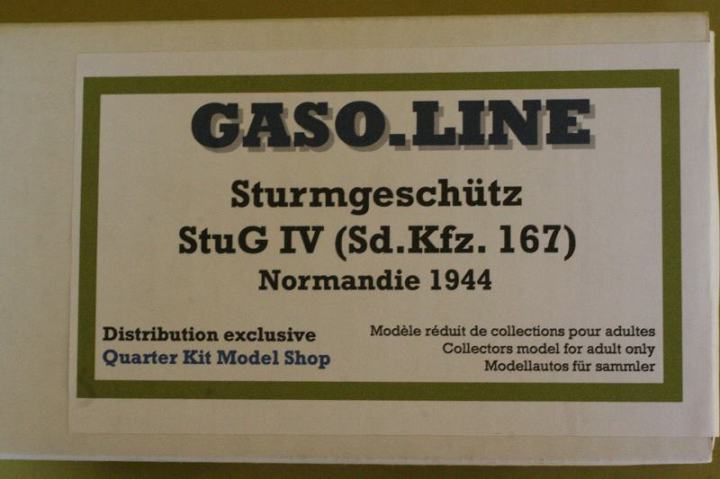 GASO.LINE
Sturmgeschütz
StuG IV (Sd.Kfz. 167)
Normandie 1944
Distribution exclusive
Quarter Kit Model Shop
Modèle réduit de collections pour adultes
Collectors model for adult only
Modellautos für sammler